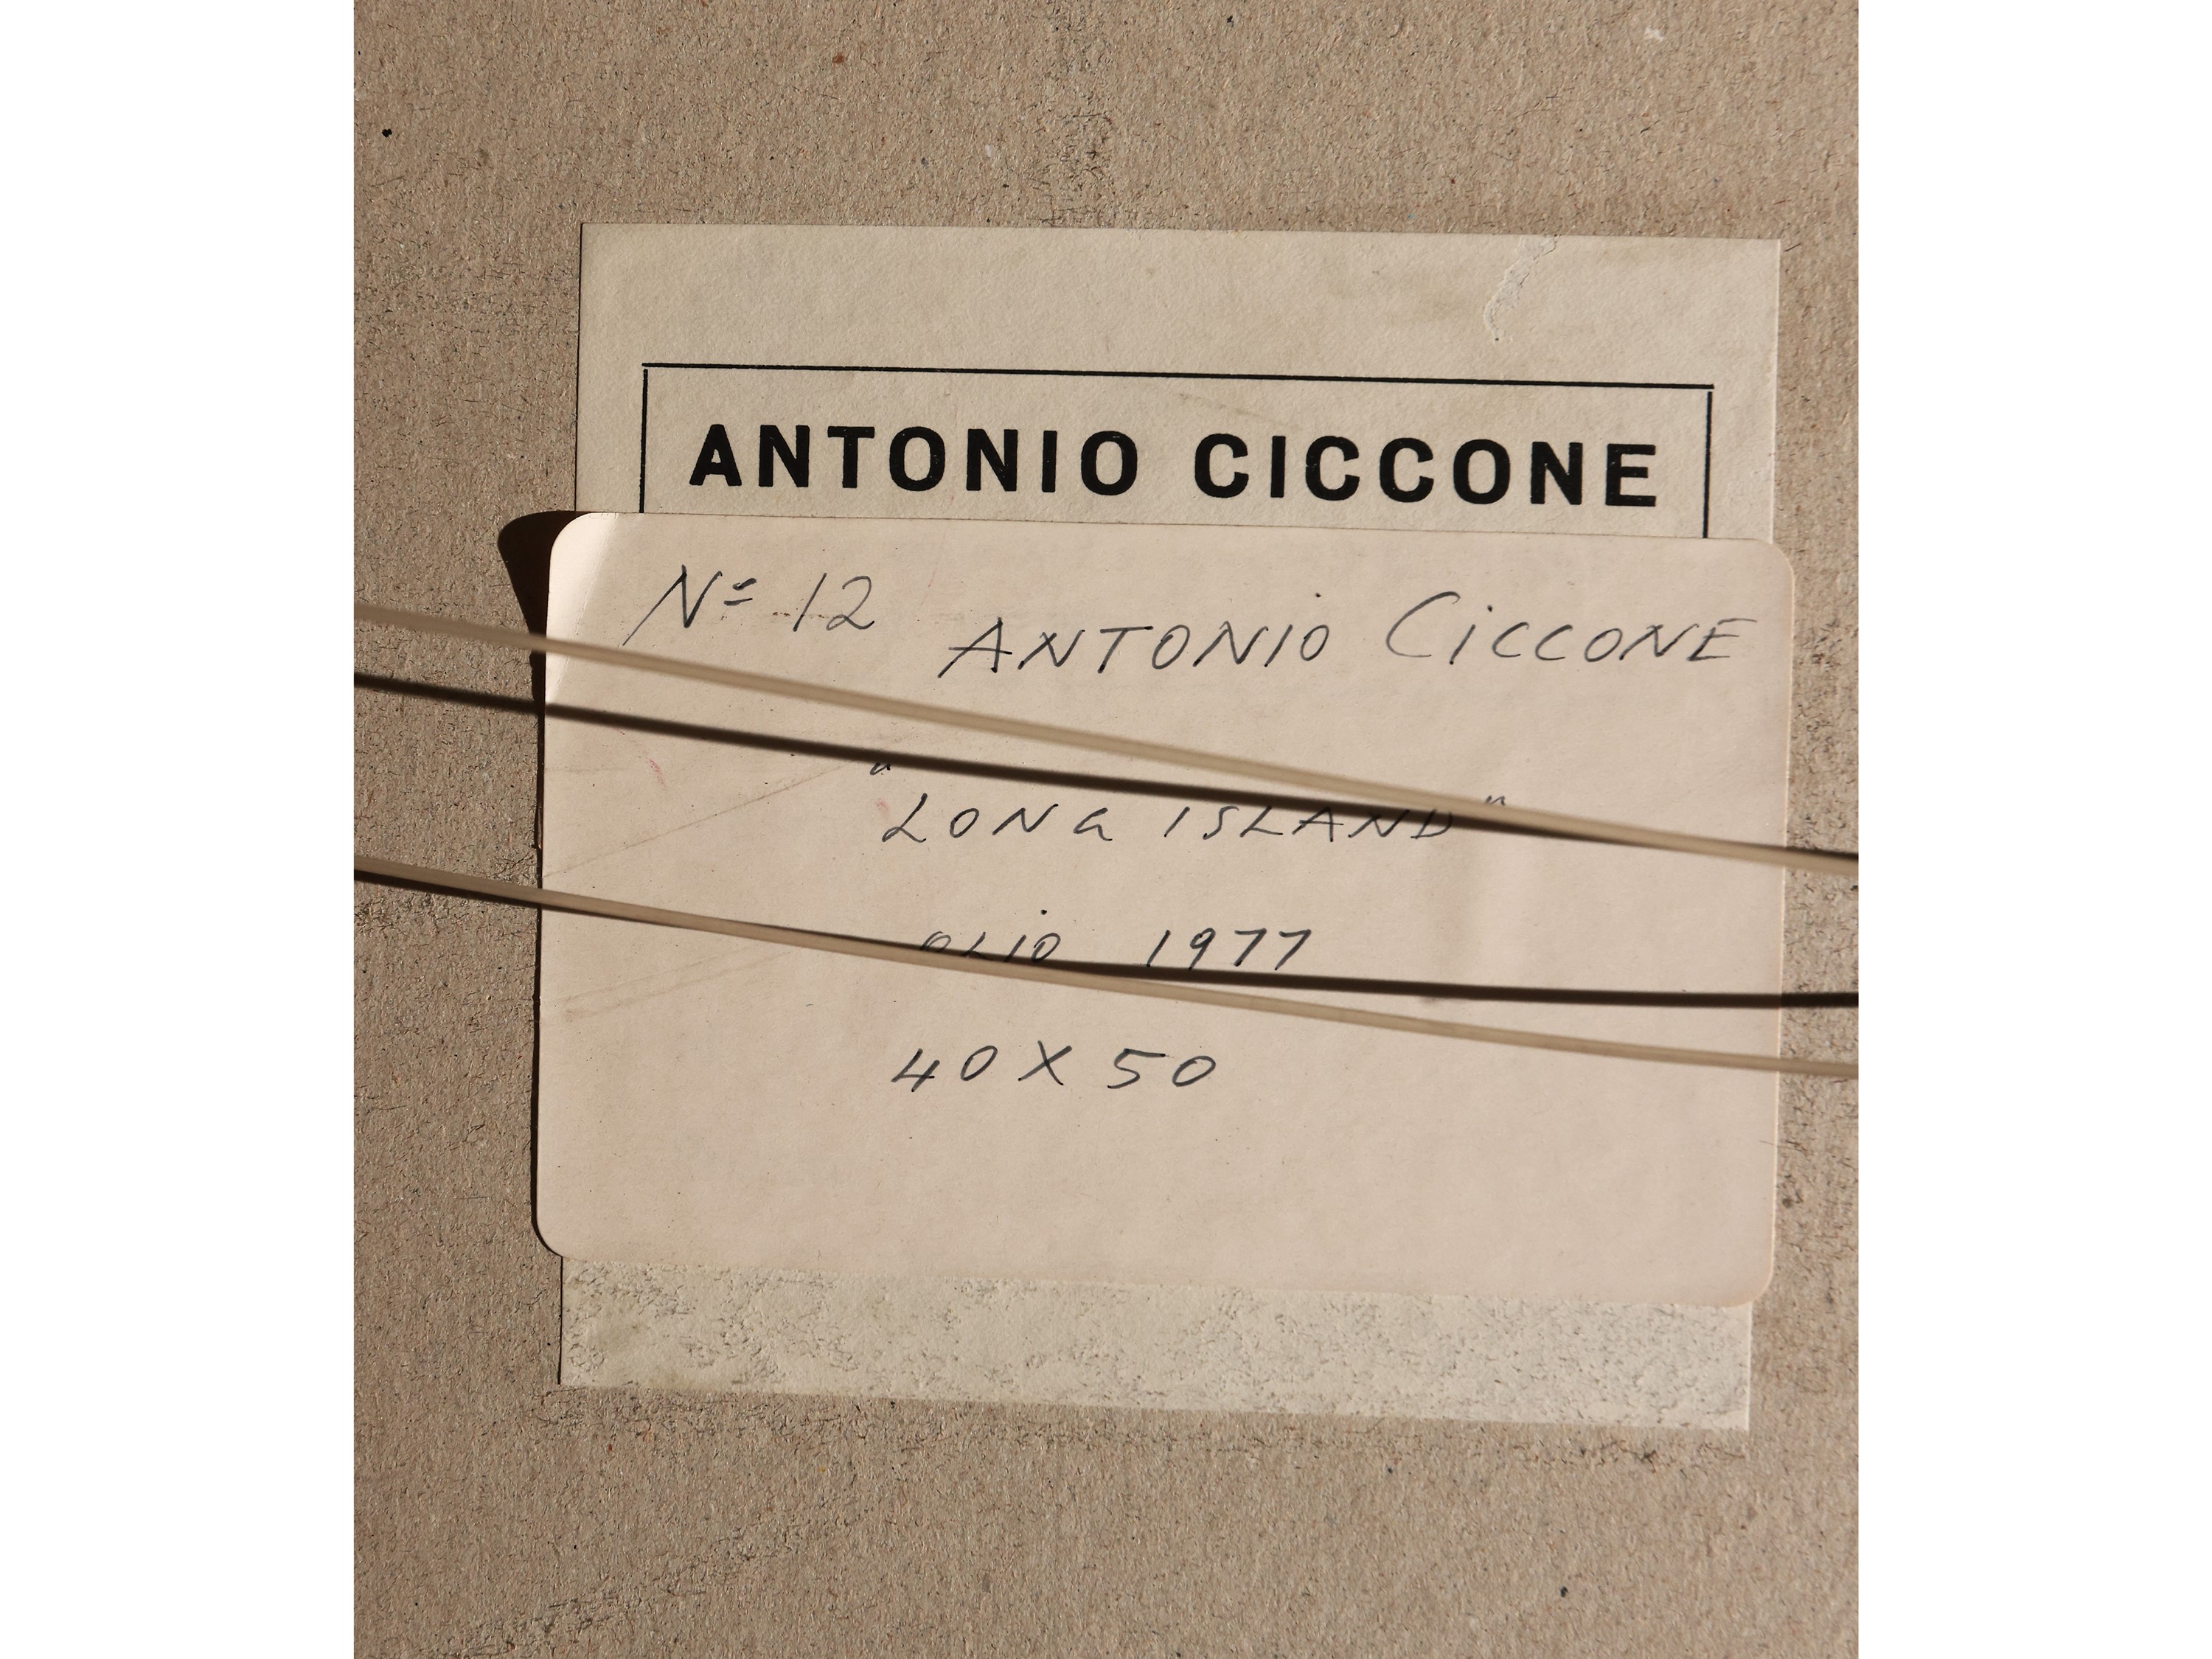 ANTONIO CICCONE
Nº 12 ANTONIO CICCONE
"LONG ISLAND"
OLIO 1977
40 X 50